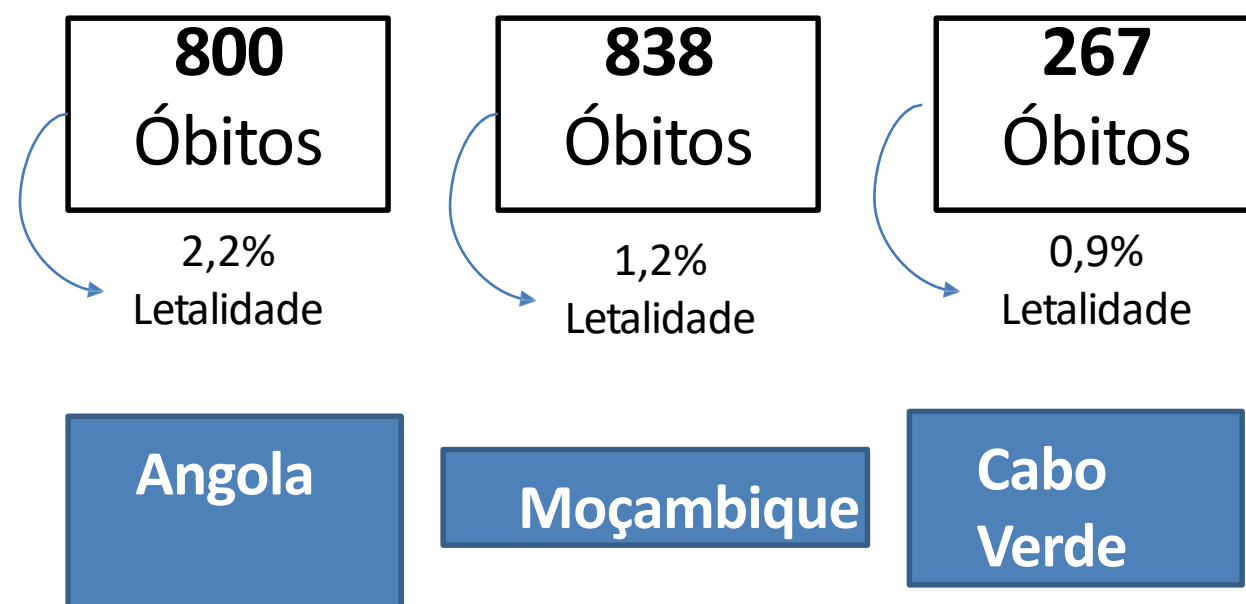 800
Óbitos
2,2%
Letalidade
Angola
838
Óbitos
1,2%
Letalidade
Moçambique
267
Óbitos
0,9%
Letalidade
Cabo
Verde